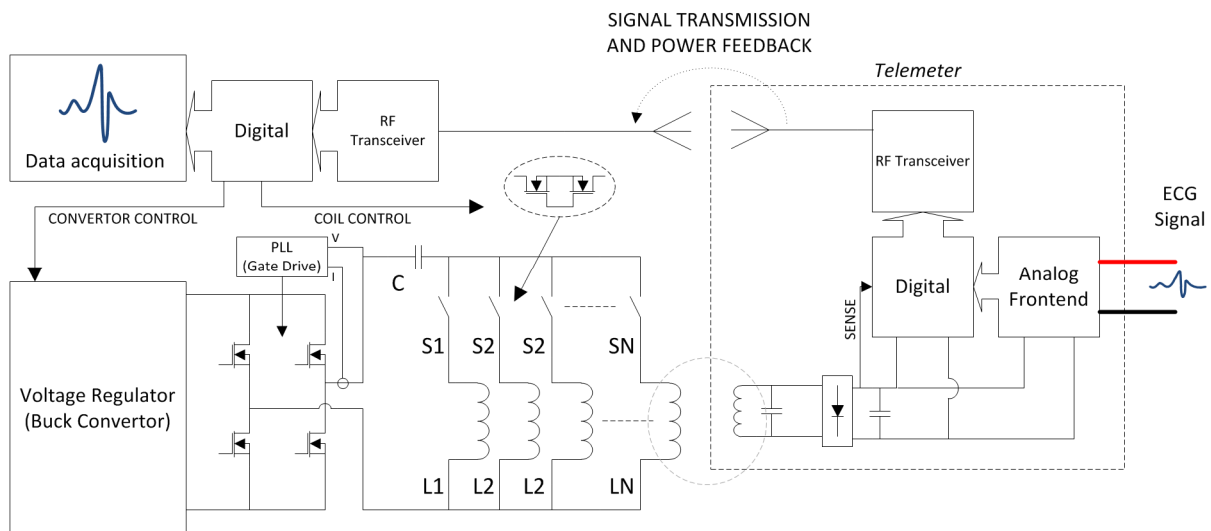 SIGNAL TRANSMISSION
AND POWER FEEDBACK
Telemeter
Data acquisition
Digital
RF
Transceiver
RF Transceiver
ECG
Signal
CONVERTOR CONTROL
COIL CONTROL
PLL
(Gate Drive)
V
I
C
Digital
Analog
Frontend
SENSE
S1
S2
S2
SN
Voltage Regulator
(Buck Convertor)
L1
L2
L2
LN